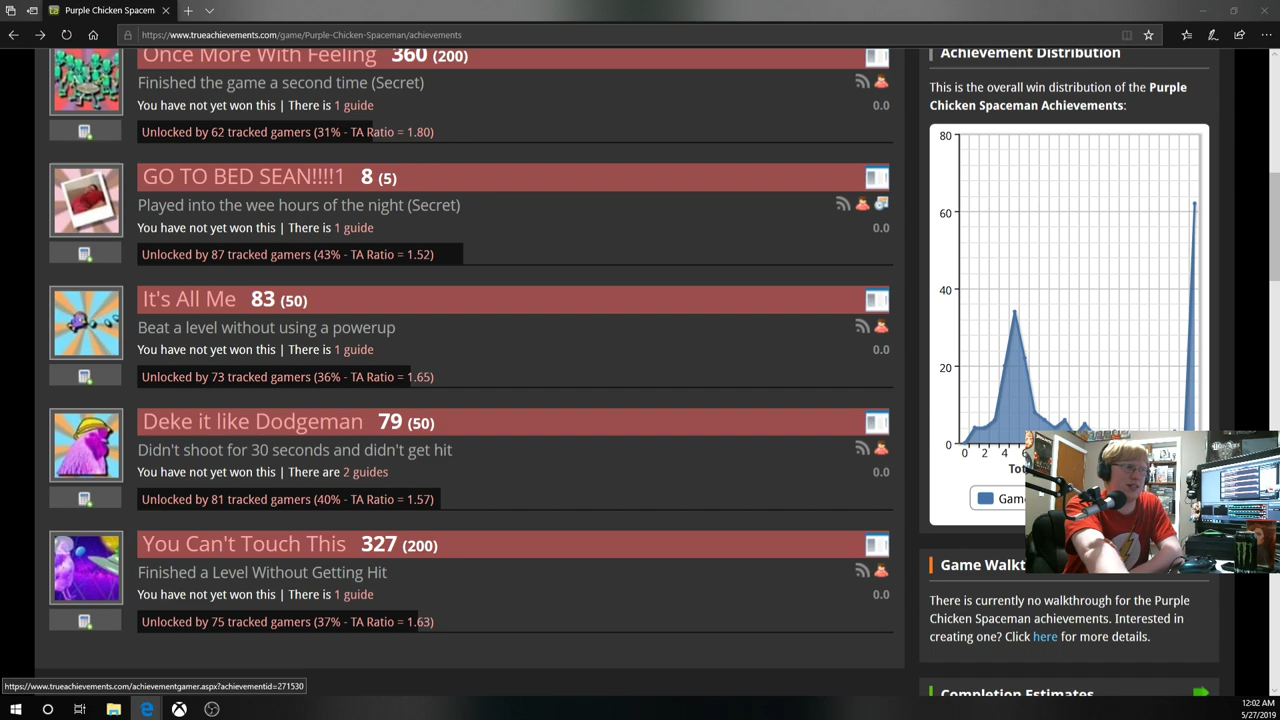 Purple Chicken Spacem
https://www.trueachievements.com/game/Purple-Chicken-Spaceman/achievements
Once More With Feeling 360 (200)
Finished the game a second time (Secret)
You have not yet won this | There is 1 guide
0.0
Unlocked by 62 tracked gamers (31% - TA Ratio = 1.80)
GO TO BED SEAN!!!!1 8 (5)
Played into the wee hours of the night (Secret)
You have not yet won this | There is 1 guide
0.0
Unlocked by 87 tracked gamers (43% - TA Ratio = 1.52)
It's All Me 83 (50)
Beat a level without using a powerup
You have not yet won this | There is 1 guide
0.0
Unlocked by 73 tracked gamers (36% - TA Ratio = 1.65)
Deke it like Dodgeman 79 (50)
Didn't shoot for 30 seconds and didn't get hit
You have not yet won this | There are 2 guides
0.0
Unlocked by 81 tracked gamers (40% - TA Ratio = 1.57)
You Can't Touch This 327 (200)
Finished a Level Without Getting Hit
You have not yet won this | There is 1 guide
0.0
Unlocked by 75 tracked gamers (37% - TA Ratio = 1.63)
Achievement Distribution
This is the overall win distribution of the Purple
Chicken Spaceman Achievements:
80
60
40
20
0
0 2 4 6
Tot
Game
Game Walkt
There is currently no walkthrough for the Purple
Chicken Spaceman achievements. Interested in
creating one? Click here for more details.
Completion Estimates
https://www.trueachievements.com/achievementgamer.aspx?achievementid=271530
12:02 AM
5/27/2019